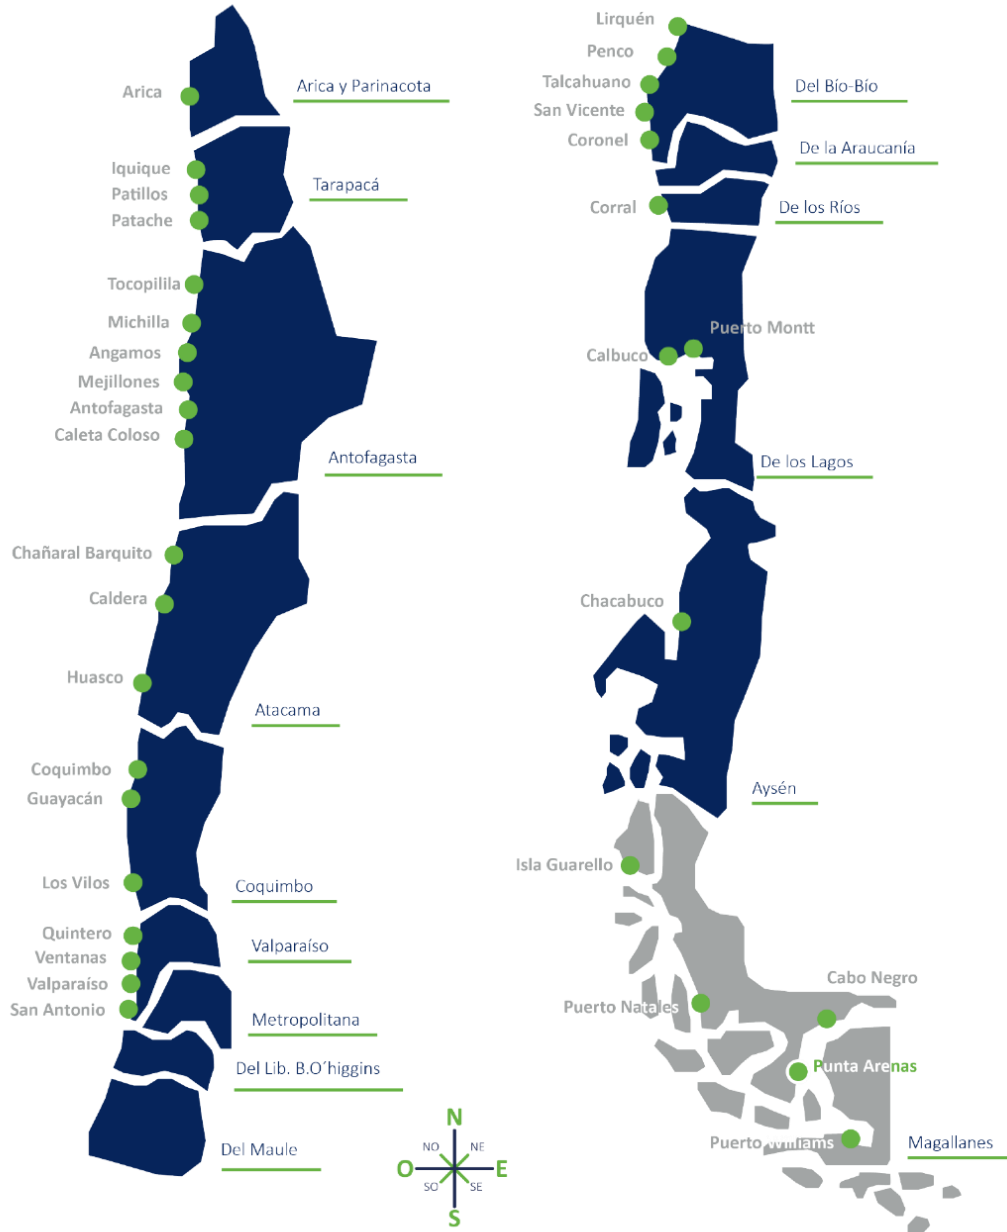 Arica
Arica y Parinacota
Iquique
Patillos
Patache
Tarapacá
Tocopilila
Michilla
Angamos
Mejillones
Antofagasta
Caleta Coloso
Antofagasta
Chañaral Barquito
Caldera
Huasco
Atacama
Coquimbo
Guayacán
Los Vilos
Coquimbo
Quintero
Ventanas
Valparaíso
San Antonio
Valparaíso
Metropolitana
Del Lib. B.O´higgins
Del Maule
Lirquén
Penco
Talcahuano
San Vicente
Coronel
Del Bío-Bío
De la Araucanía
Corral
De los Ríos
Puerto Montt
Calbuco
De los Lagos
Chacabuco
Aysén
Isla Guarello
Cabo Negro
Puerto Natales
Punta Arenas
Puerto Williams
Magallanes
N
NO
NE
O
E
SO
SE
S